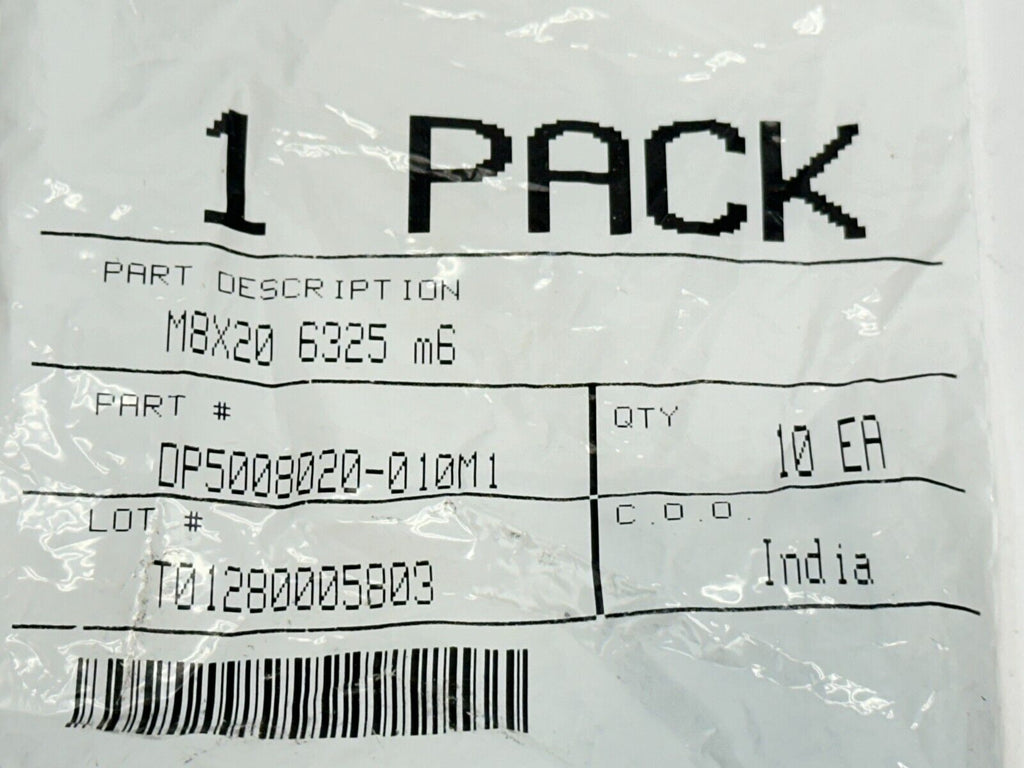 1 PACK
PART DESCRIPTION
M8X20 6325 m6
PART #
DP5008020-010M1
QTY
10 EA
LOT #
T01280005803
C.O.O.
India